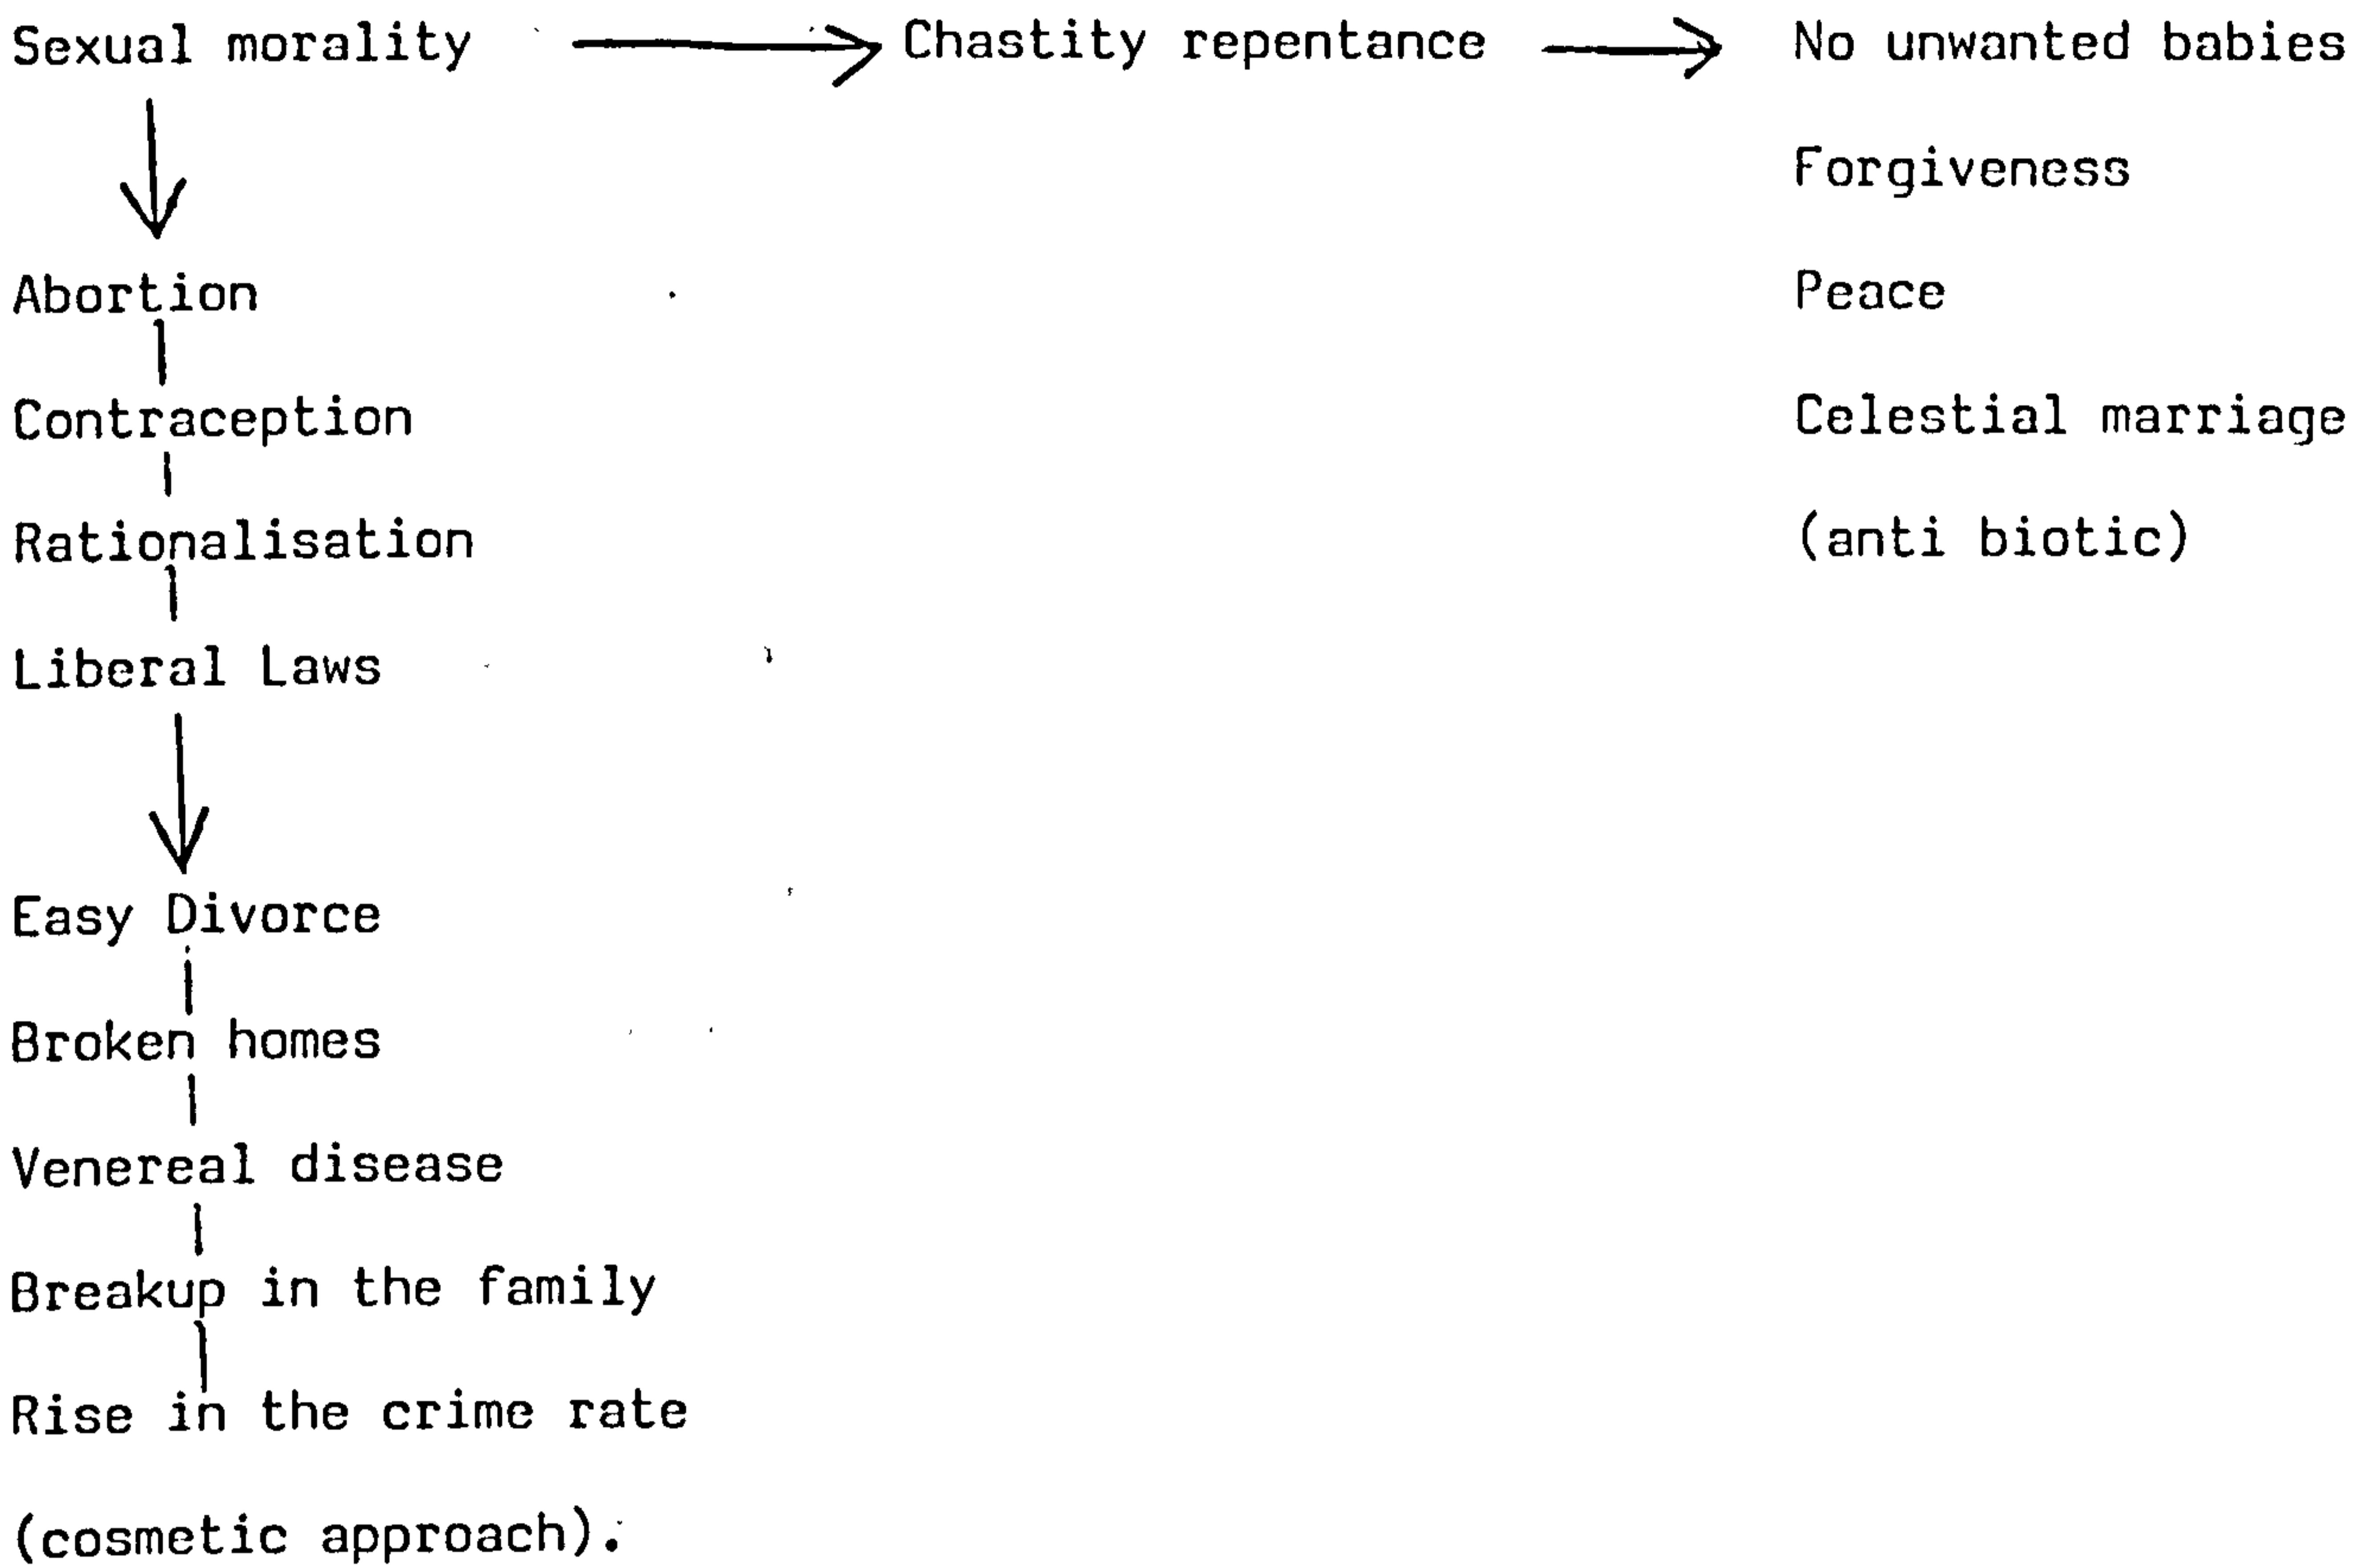 Sexual morality Chastity repentance No unwanted babies
Forgiveness
Abortion Peace
Contraception Celestial marriage
Rationalisation (anti biotic)
Liberal Laws
Easy Divorce
Broken homes
Venereal disease
Breakup in the family
Rise in the crime rate
(cosmetic approach).